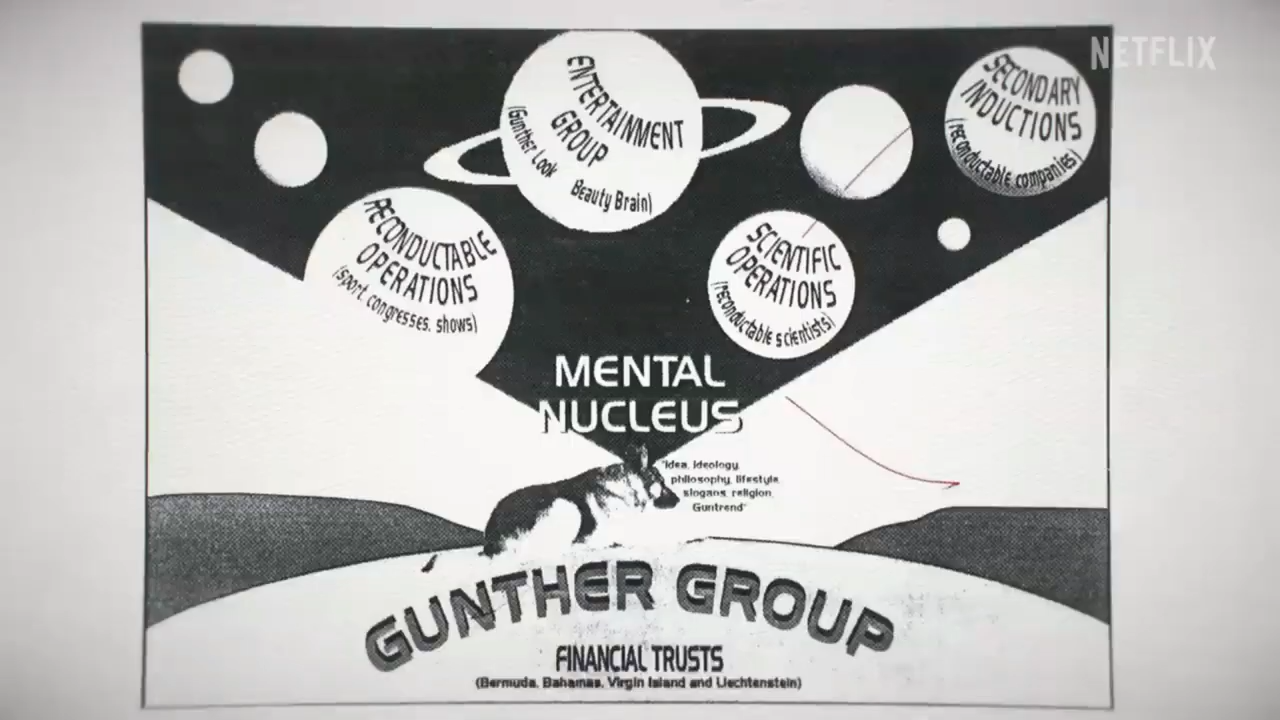 NETFLIX
ENTERTAINMENT
GROUP
(Gunther Look
Beauty Brain)
SECONDARY
INDUCTIONS
(reconductable companies)
RECONDUCTABLE
OPERATIONS
(sport, congresses, shows)
SCIENTIFIC
OPERATIONS
(reconductable scientists)
MENTAL
NUCLEUS
"Idea, Ideology,
philosophy, lifestyle,
slogans, religion,
Guntrend"
GUNTHER GROUP
FINANCIAL TRUSTS
(Bermuda, Bahamas, Virgin Island and Liechtenstein)